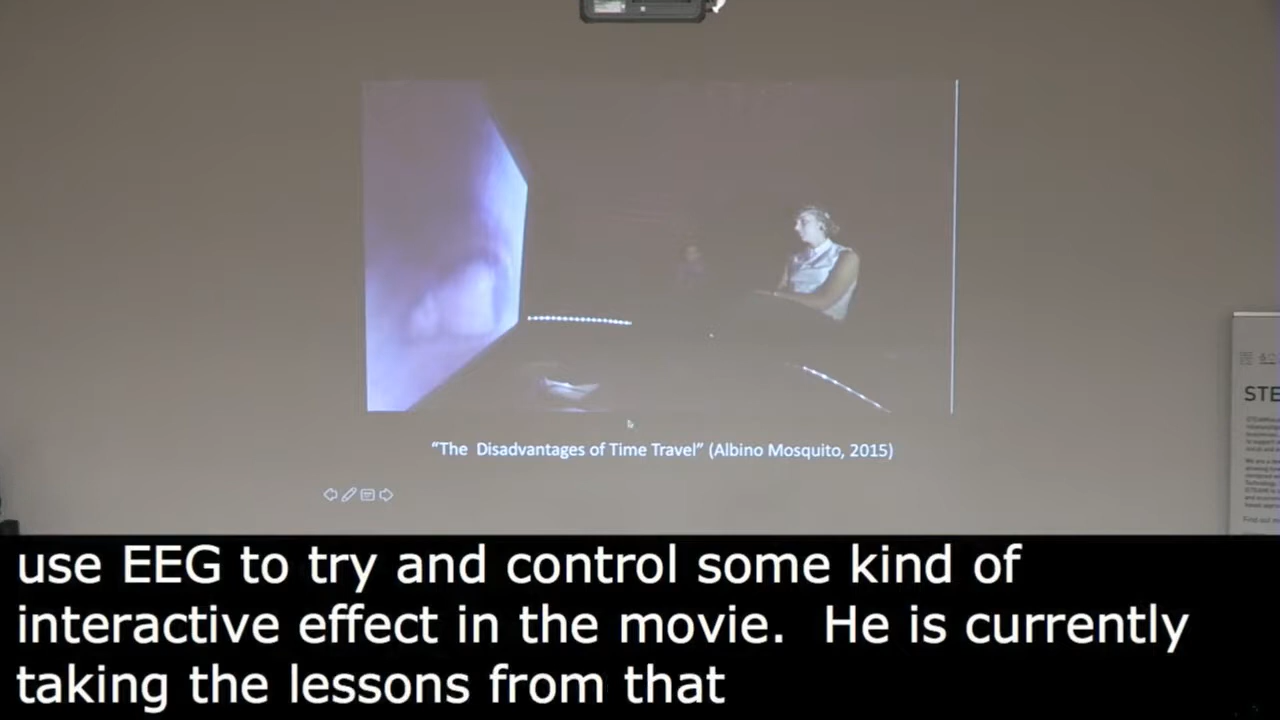 “The Disadvantages of Time Travel” (Albino Mosquito, 2015)
STE
use EEG to try and control some kind of
interactive effect in the movie. He is currently
taking the lessons from that